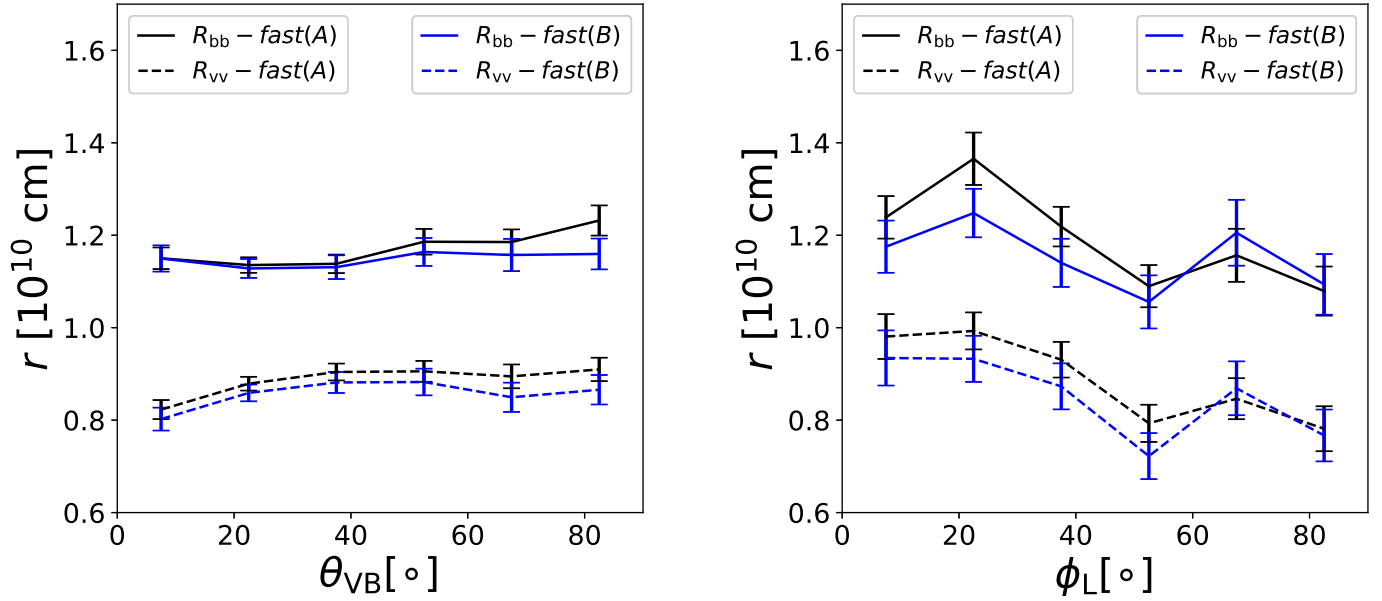 R_bb − fast(A)
R_vv − fast(A)
R_bb − fast(B)
R_vv − fast(B)
1.6
1.4
1.2
1.0
0.8
0.6
r [10^10 cm]
0 20 40 60 80
θ_VB[∘]
R_bb − fast(A)
R_vv − fast(A)
R_bb − fast(B)
R_vv − fast(B)
1.6
1.4
1.2
1.0
0.8
0.6
r [10^10 cm]
0 20 40 60 80
ϕ_L[∘]